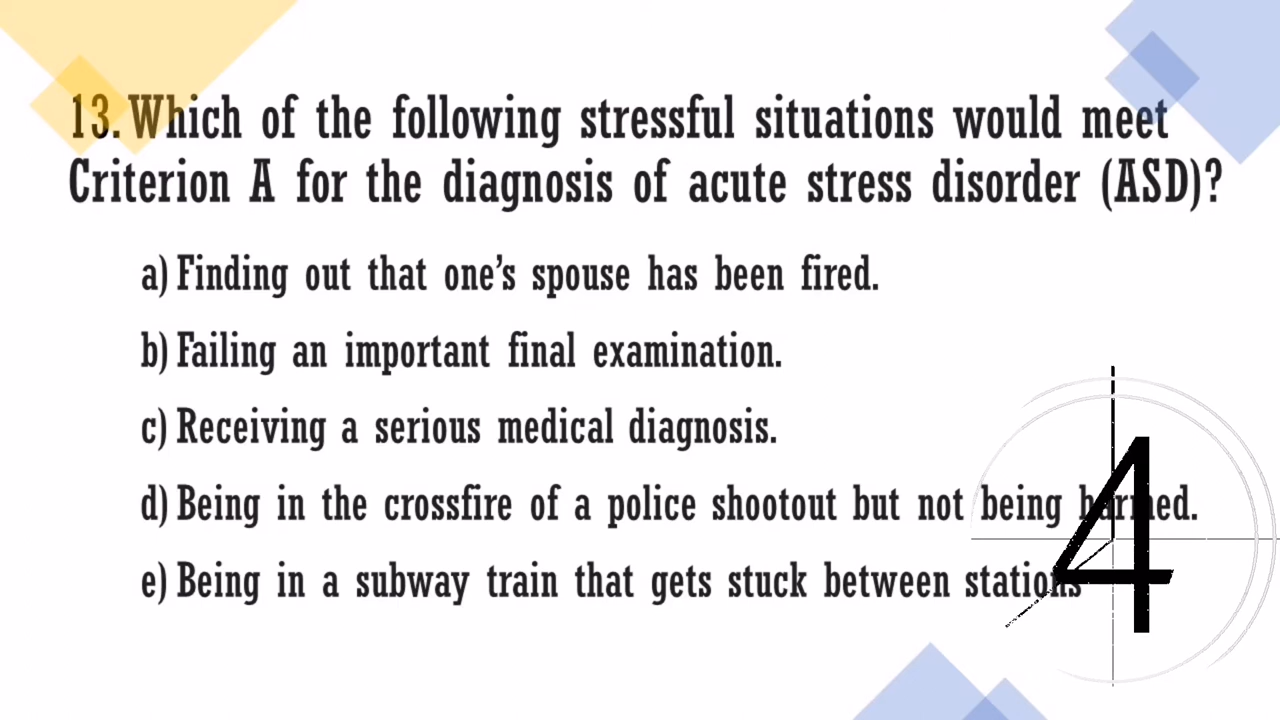 13. Which of the following stressful situations would meet
Criterion A for the diagnosis of acute stress disorder (ASD)?
a) Finding out that one's spouse has been fired.
b) Failing an important final examination.
c) Receiving a serious medical diagnosis.
d) Being in the crossfire of a police shootout but not being harmed.
e) Being in a subway train that gets stuck between stations
4